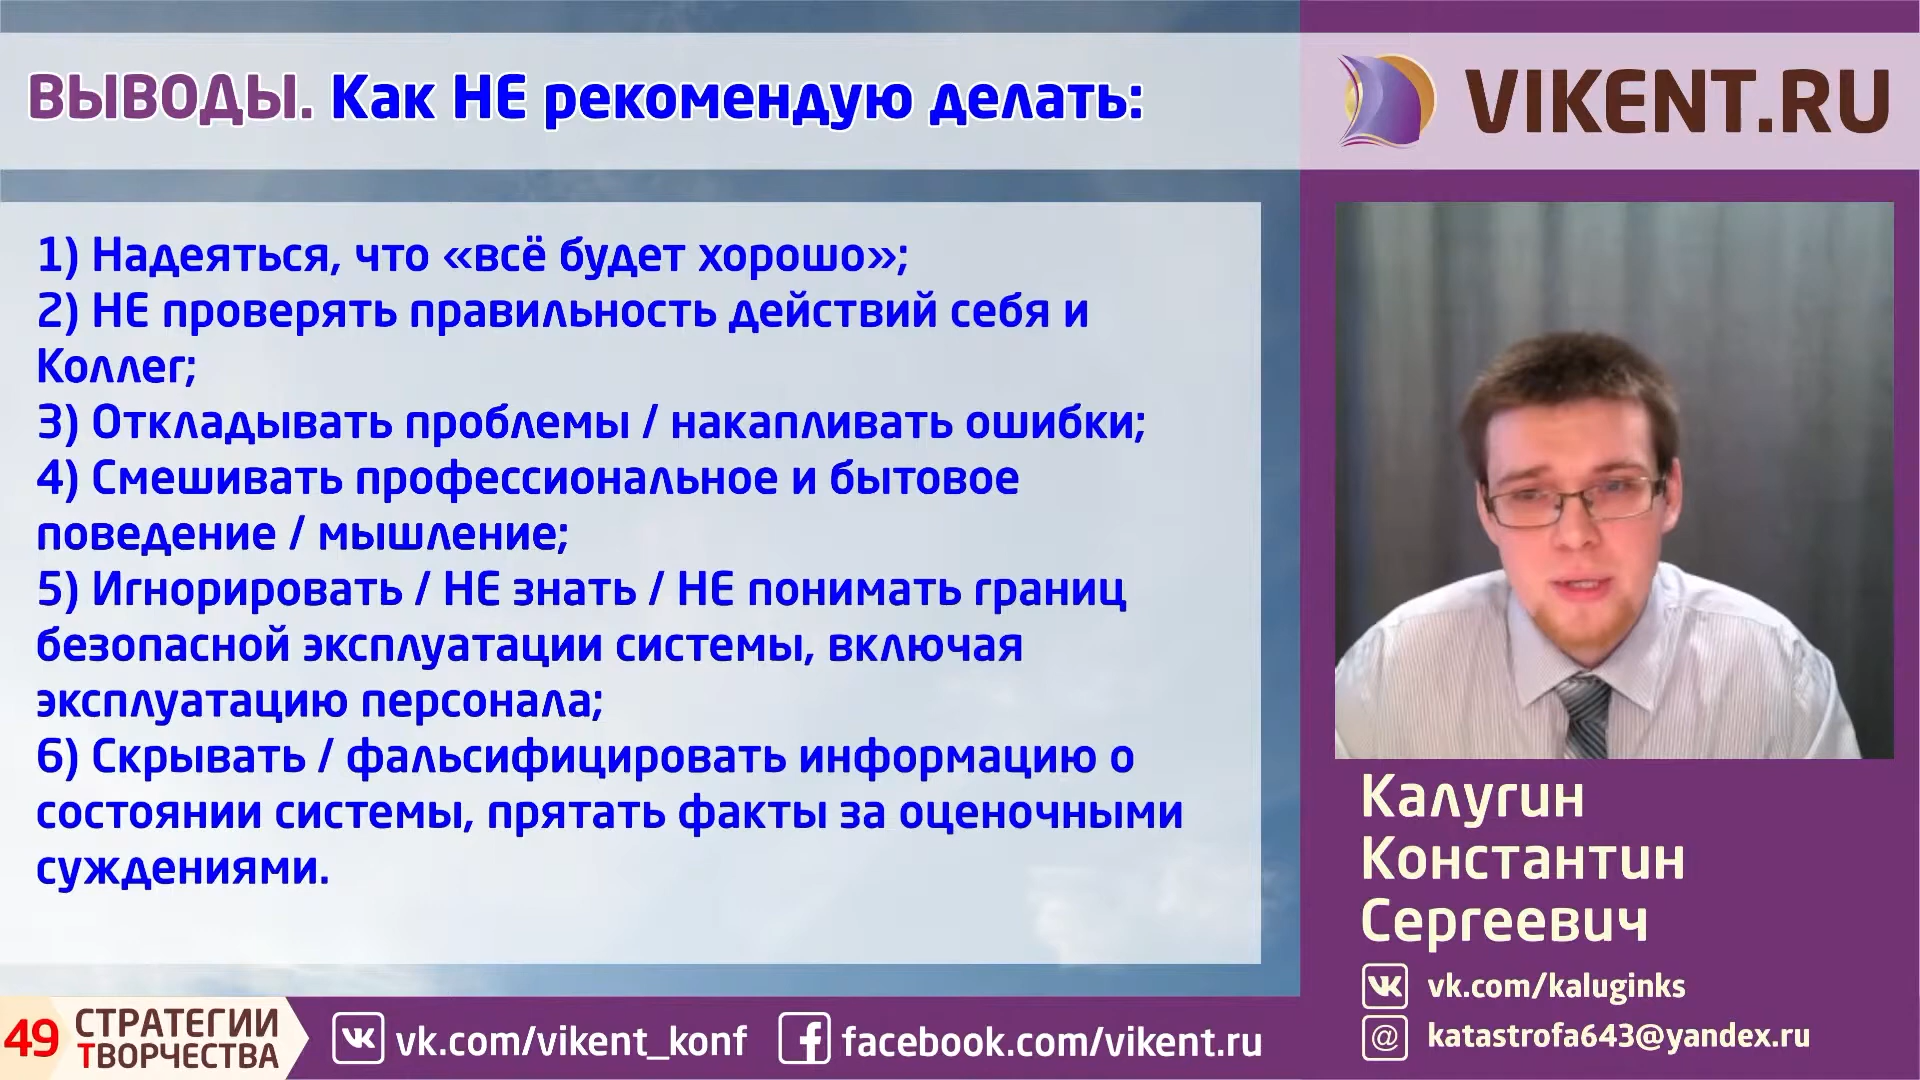 ВЫВОДЫ. Как НЕ рекомендую делать:
VIKENT.RU
1) Надеяться, что «всё будет хорошо»;
2) НЕ проверять правильность действий себя и
Коллег;
3) Откладывать проблемы / накапливать ошибки;
4) Смешивать профессиональное и бытовое
поведение / мышление;
5) Игнорировать / НЕ знать / НЕ понимать границ
безопасной эксплуатации системы, включая
эксплуатацию персонала;
6) Скрывать / фальсифицировать информацию о
состоянии системы, прятать факты за оценочными
суждениями.
Калугин
Константин
Сергеевич
vk.com/kaluginks
katastrofa643@yandex.ru
49 СТРАТЕГИИ
ТВОРЧЕСТВА
vk.com/vikent_konf
facebook.com/vikent.ru